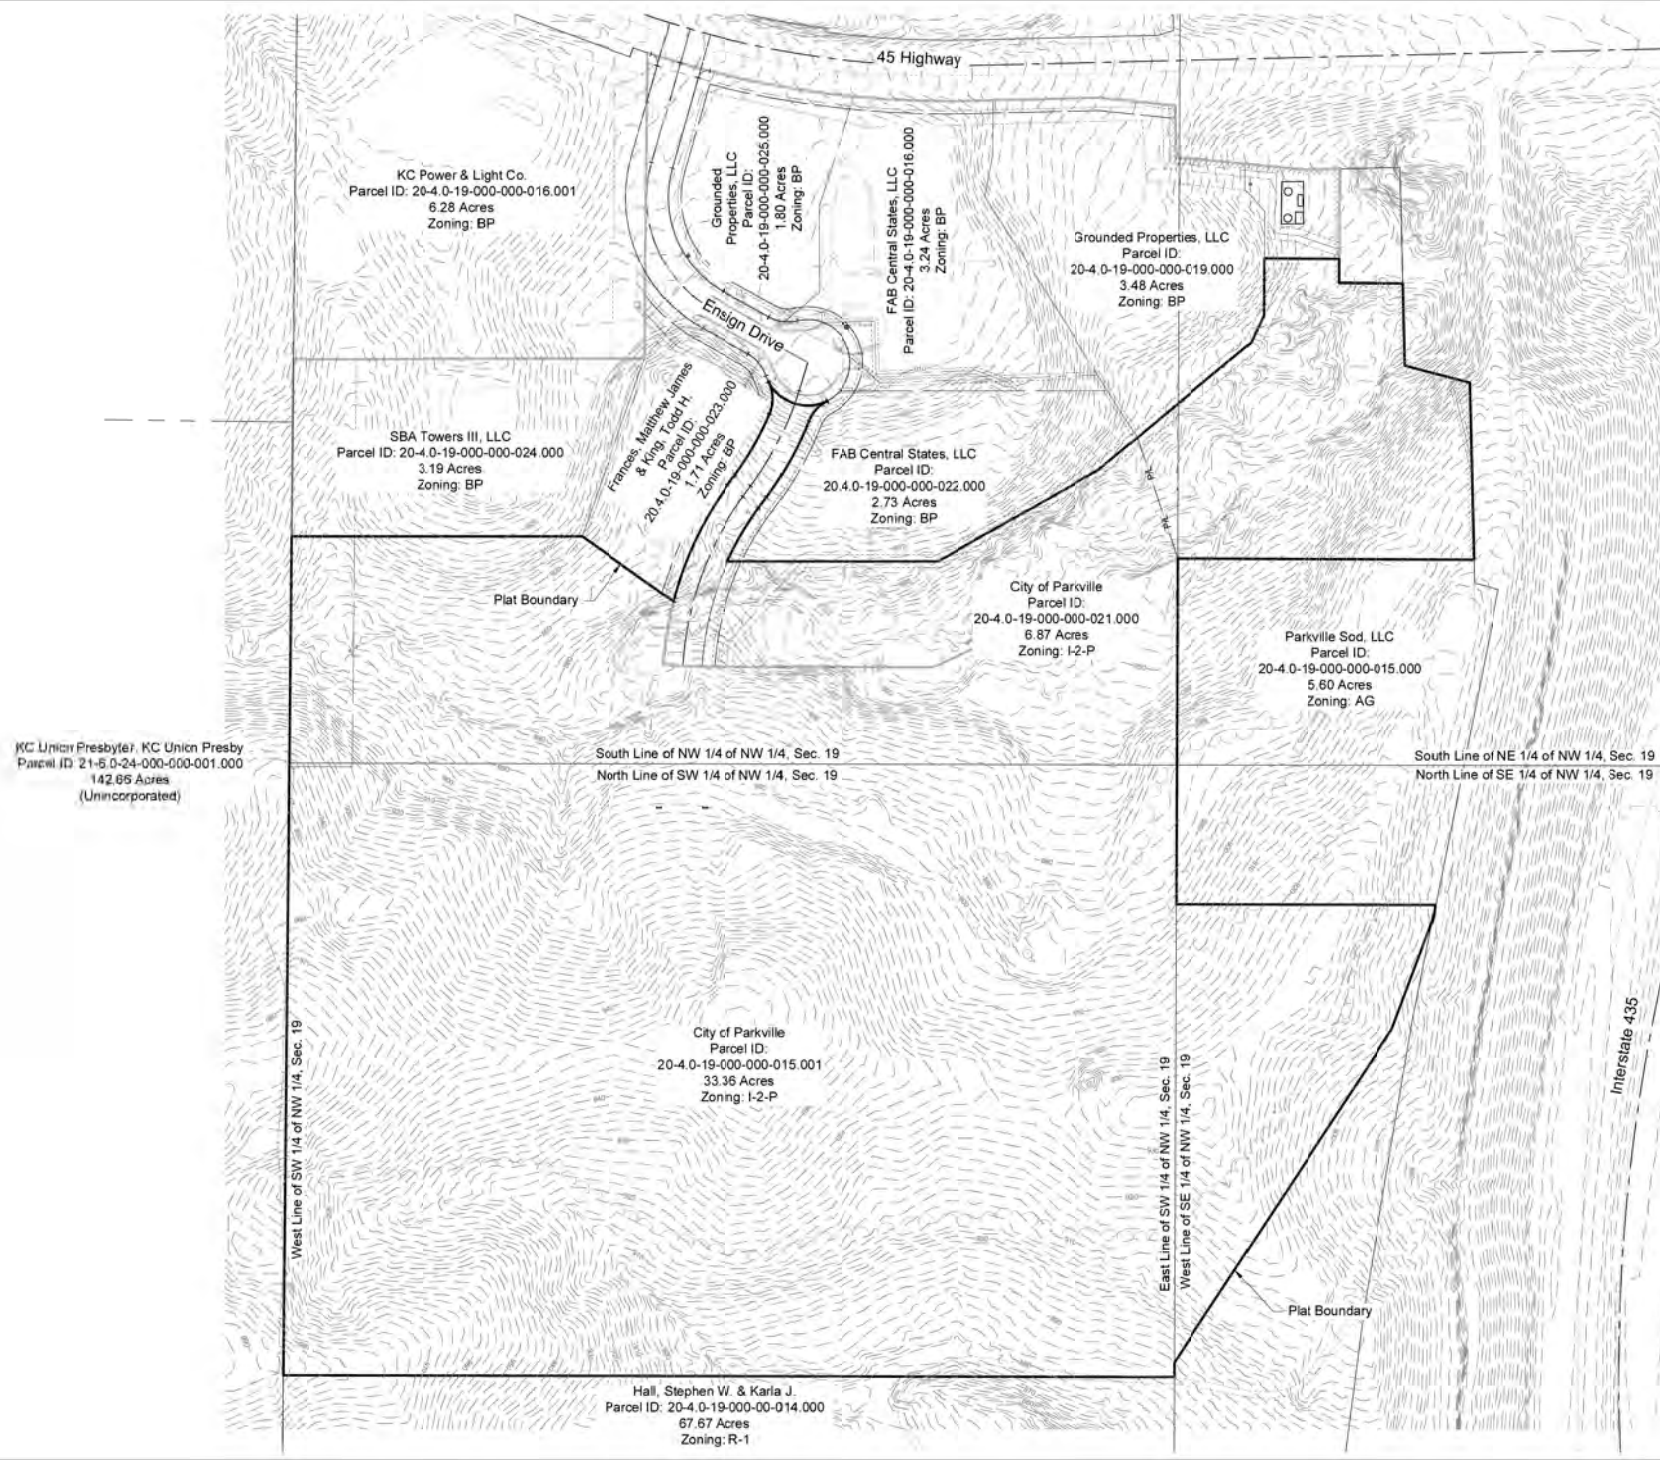 45 Highway
KC Power & Light Co.
Parcel ID: 20-4.0-19-000-000-016.001
6.28 Acres
Zoning: BP
Grounded
Properties, LLC
Parcel ID:
20-4.0-19-000-000-025.000
1.80 Acres
Zoning: BP
FAB Central States, LLC
Parcel ID: 20-4.0-19-000-000-016.000
3.24 Acres
Zoning: BP
Grounded Properties, LLC
Parcel ID:
20-4.0-19-000-000-019.000
3.48 Acres
Zoning: BP
Ensign Drive
SBA Towers III, LLC
Parcel ID: 20-4.0-19-000-000-024.000
3.19 Acres
Zoning: BP
Frances, Matthew James
& King, Todd H.
Parcel ID:
20.4.0-19-000-000-023.000
1.71 Acres
Zoning: BP
FAB Central States, LLC
Parcel ID:
20.4.0-19-000-000-022.000
2.73 Acres
Zoning: BP
P/L
P/L
Plat Boundary
City of Parkville
Parcel ID:
20-4.0-19-000-000-021.000
6.87 Acres
Zoning: I-2-P
Parkville Sod, LLC
Parcel ID:
20-4.0-19-000-000-015.000
5.60 Acres
Zoning: AG
KC Union Presbyter, KC Union Presby
Parcel ID: 21-6.0-24-000-000-001.000
142.66 Acres
(Unincorporated)
South Line of NW 1/4 of NW 1/4, Sec. 19
North Line of SW 1/4 of NW 1/4, Sec. 19
South Line of NE 1/4 of NW 1/4, Sec. 19
North Line of SE 1/4 of NW 1/4, Sec. 19
City of Parkville
Parcel ID:
20-4.0-19-000-000-015.001
33.36 Acres
Zoning: I-2-P
West Line of SW 1/4 of NW 1/4, Sec. 19
East Line of SW 1/4 of NW 1/4, Sec. 19
West Line of SE 1/4 of NW 1/4, Sec. 19
Interstate 435
Plat Boundary
Hall, Stephen W. & Karla J.
Parcel ID: 20-4.0-19-000-00-014.000
67.67 Acres
Zoning: R-1